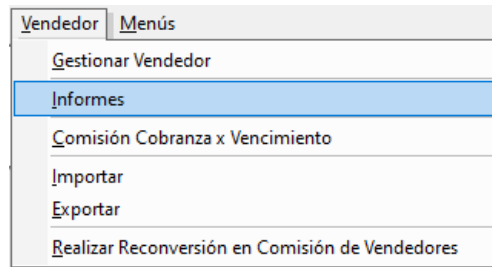 Vendedor Menús
Gestionar Vendedor
Informes
Comisión Cobranza x Vencimiento
Importar
Exportar
Realizar Reconversión en Comisión de Vendedores